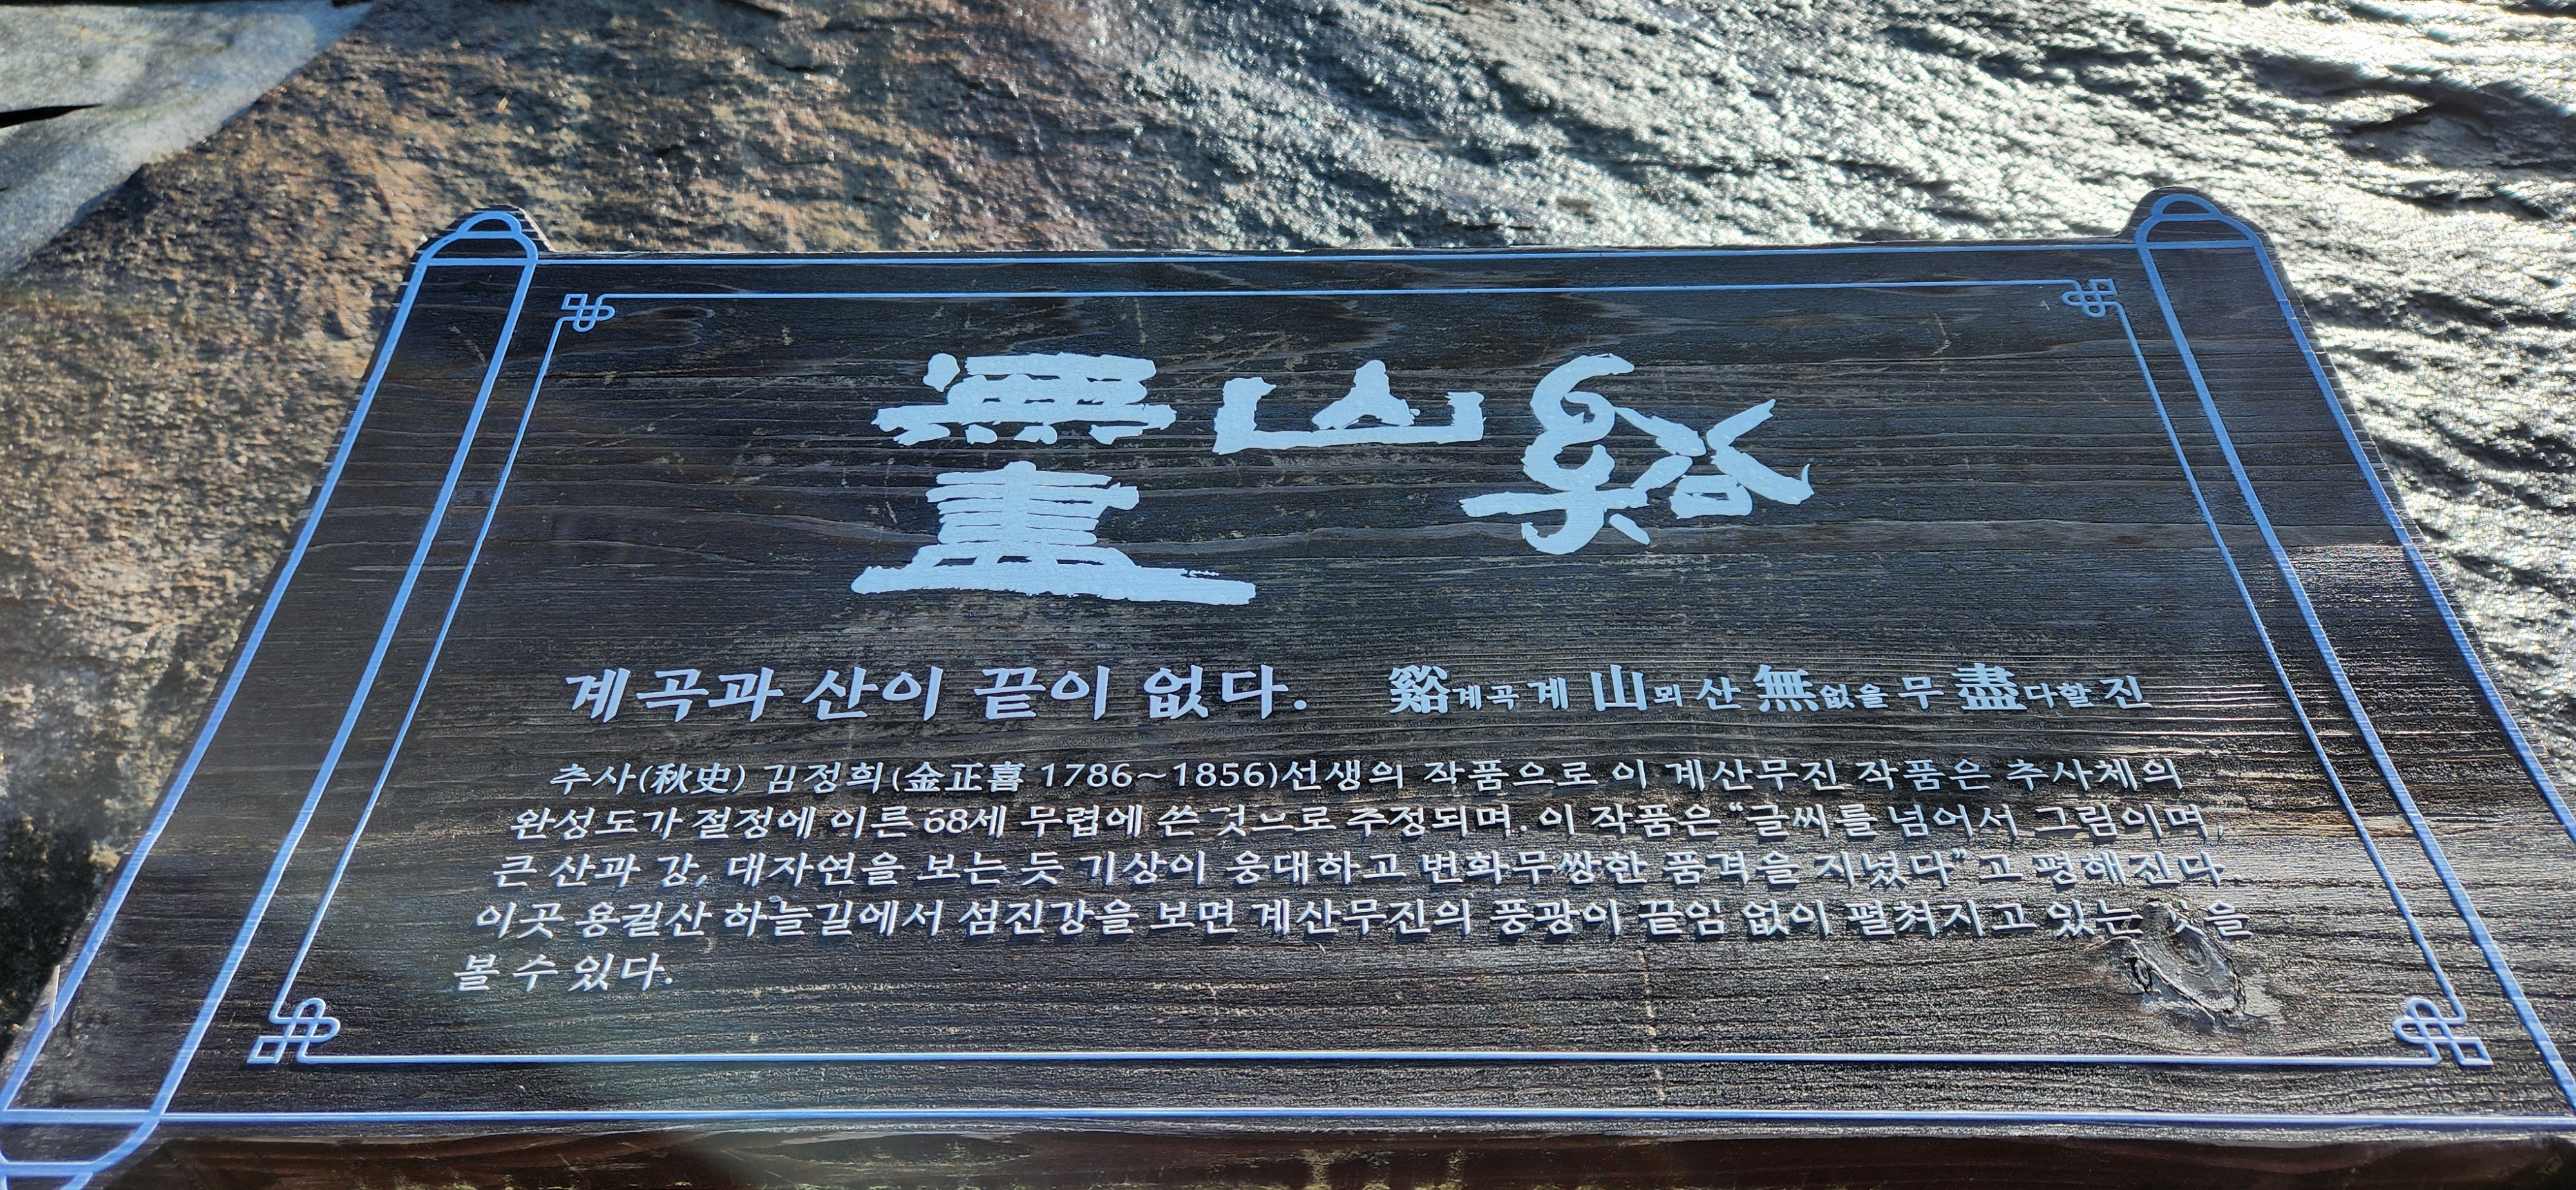 谿山無盡
계곡과 산이 끝이 없다. 谿계곡 계 山뫼 산 無없을 무 盡다할 진
추사(秋史) 김정희(金正喜 1786~1856)선생의 작품으로 이 계산무진 작품은 추사체의
완성도가 절정에 이른 68세 무렵에 쓴 것으로 추정되며. 이 작품은 “글씨를 넘어서 그림이며,
큰 산과 강, 대자연을 보는 듯 기상이 웅대하고 변화무쌍한 품격을 지녔다”고 평해진다.
이곳 용궐산 하늘길에서 섬진강을 보면 계산무진의 풍광이 끝임 없이 펼쳐지고 있는 을
볼 수 있다.